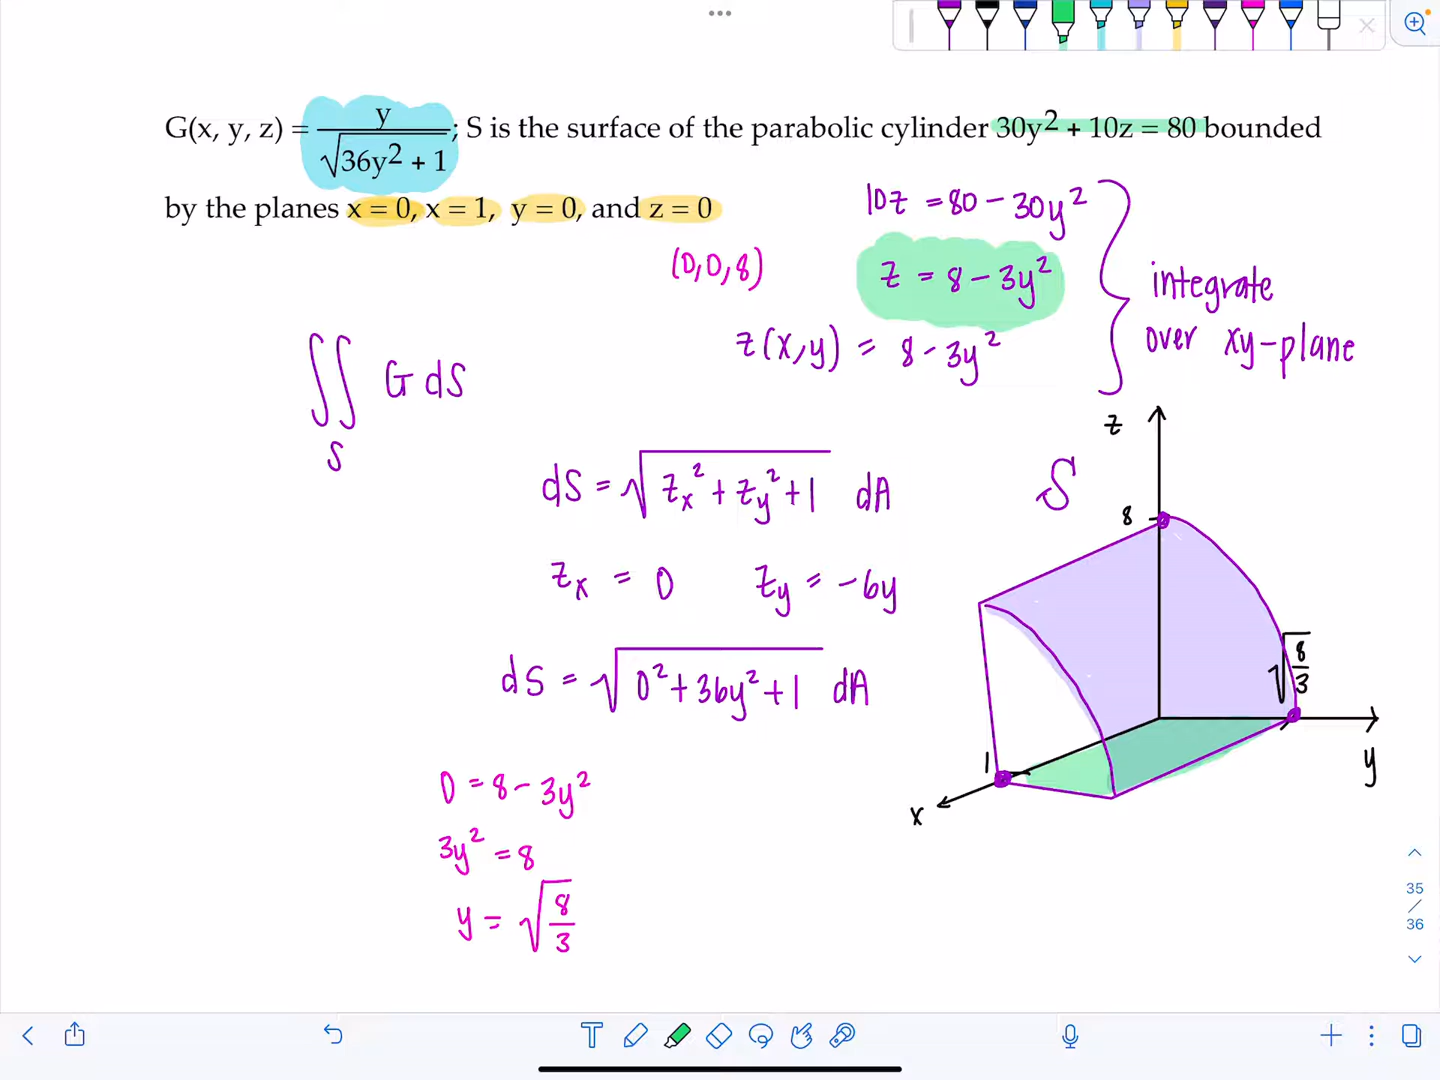 G(x, y, z) = y / √36y² + 1 ; S is the surface of the parabolic cylinder 30y² + 10z = 80 bounded
by the planes x = 0, x = 1, y = 0, and z = 0
10z = 80 - 30y²
(0,0,8)
z = 8 - 3y²
z(x,y) = 8 - 3y²
integrate
over xy-plane
∬ G dS
S
dS = √zx² + zy² + 1 dA
zx = 0 zy = -6y
dS = √0² + 36y² + 1 dA
0 = 8 - 3y²
3y² = 8
y = √8/3
z
S
8
√8/3
1
y
x
35
/
36
T